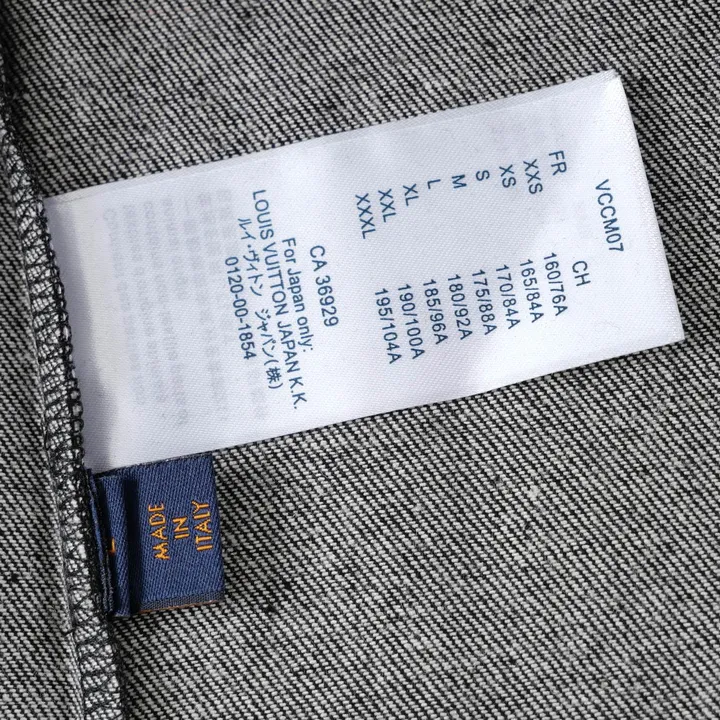 VCCM07
FR CH
XXS 160/76A
XS 165/84A
S 170/84A
M 175/88A
L 180/92A
XL 185/96A
XXL 190/100A
XXXL 195/104A
CA 36929
For Japan only:
LOUIS VUITTON JAPAN K.K.
ルイ・ヴィトン ジャパン(株)
0120-00-1854
MADE
IN
ITALY